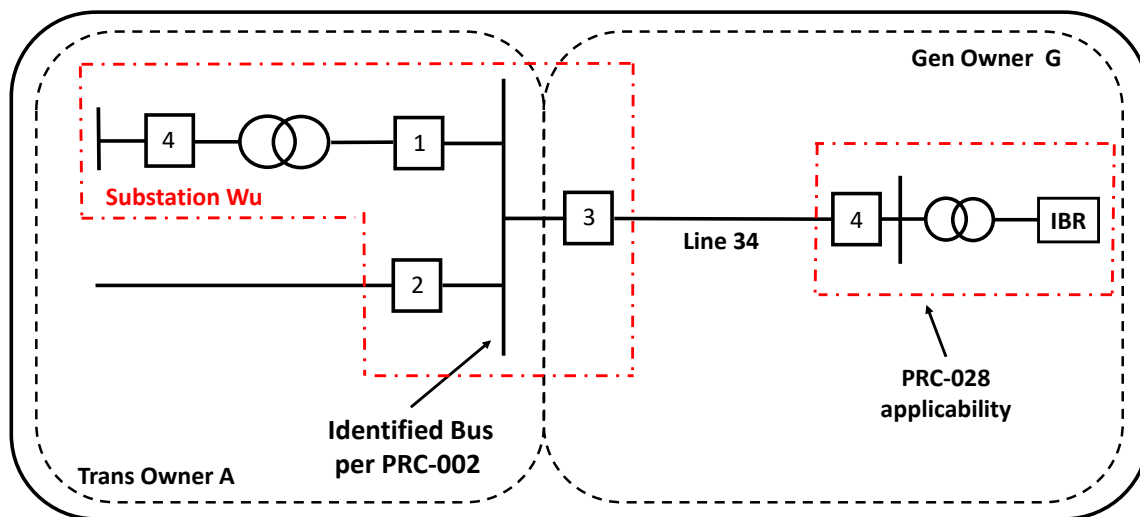 Gen Owner G
4
1
Substation Wu
3
4
IBR
Line 34
2
PRC-028
applicability
Identified Bus
per PRC-002
Trans Owner A